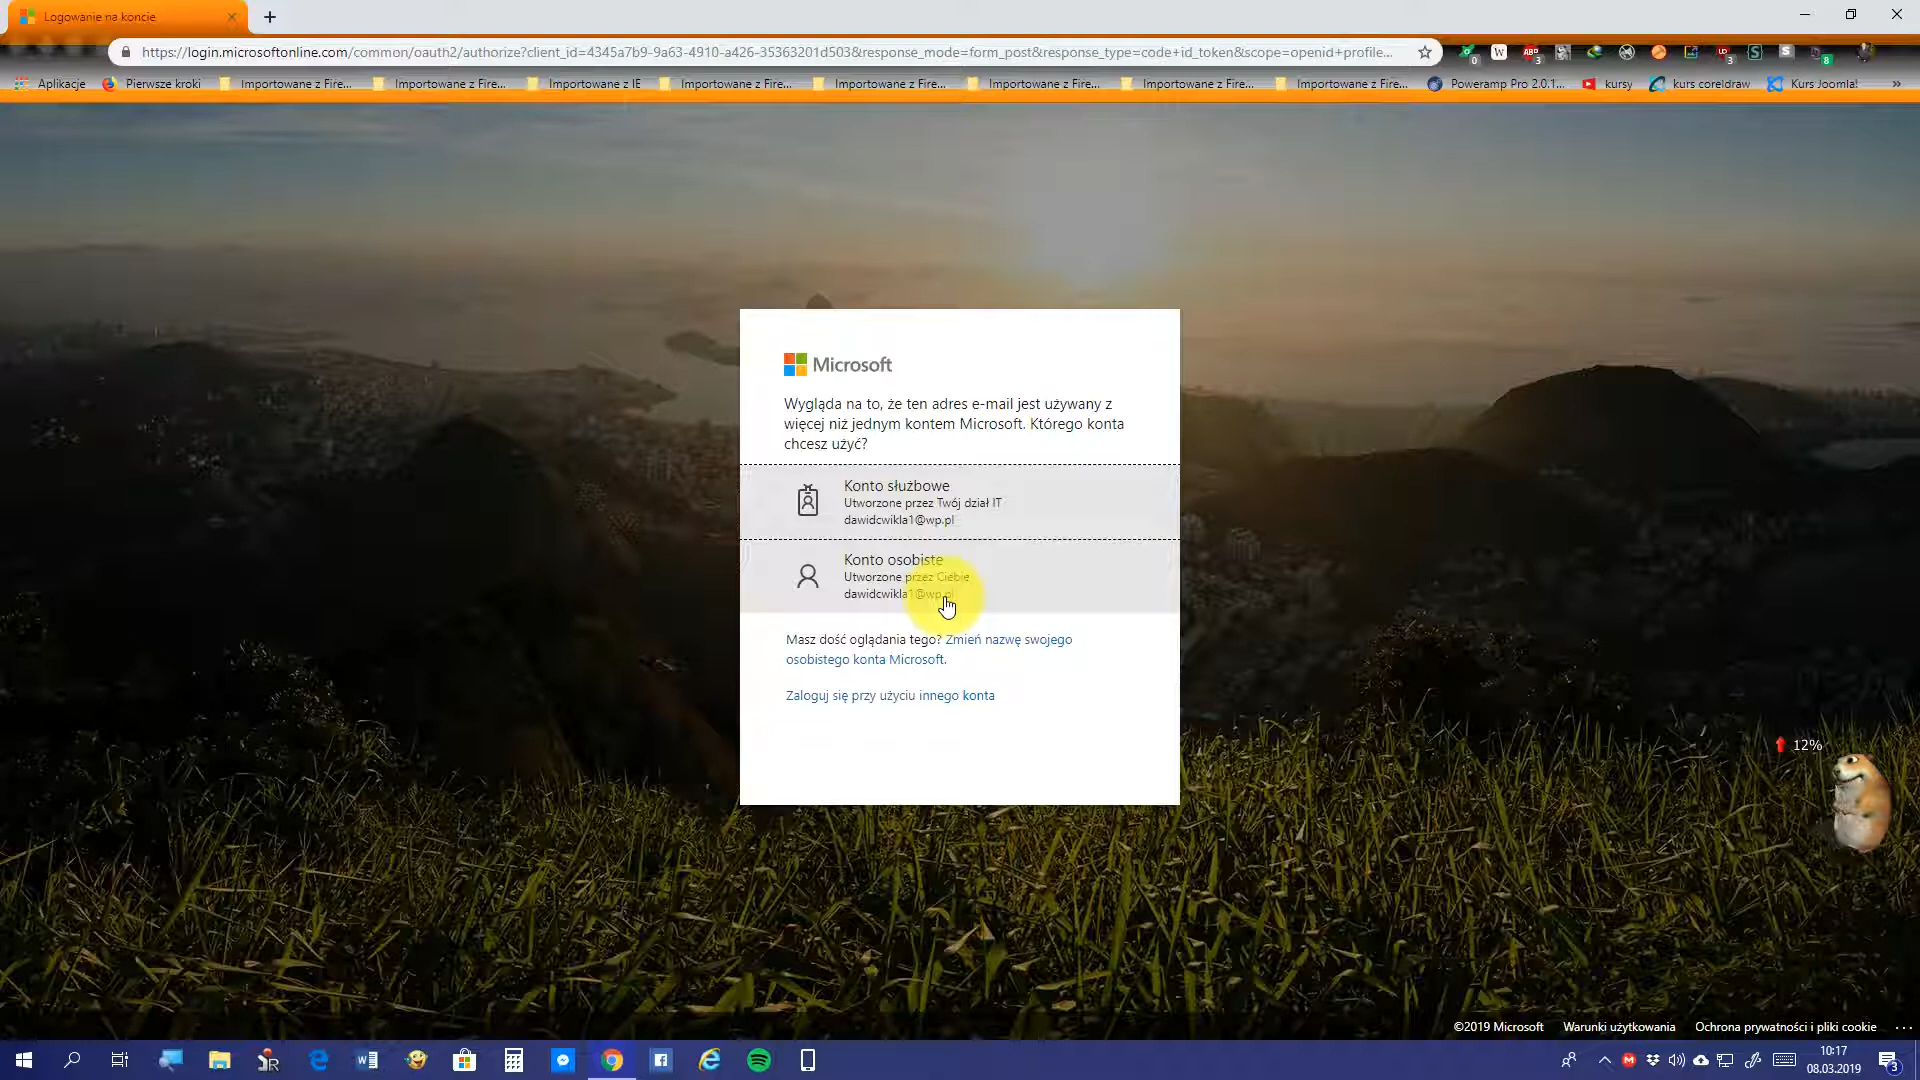 Logowanie na koncie
https://login.microsoftonline.com/common/oauth2/authorize?client_id=4345a7b9-9a63-4910-a426-35363201d503&response_mode=form_post&response_type=code+id_token&scope=openid+profile...
Aplikacje Pierwsze kroki Importowane z Fire... Importowane z Fire... Importowane z IE Importowane z Fire... Importowane z Fire... Importowane z Fire... Importowane z Fire... Importowane z Fire... Poweramp Pro 2.0.1... kursy kurs coreldraw Kurs Joomla! »
Microsoft
Wygląda na to, że ten adres e-mail jest używany z
więcej niż jednym kontem Microsoft. Którego konta
chcesz użyć?
Konto służbowe
Utworzone przez Twój dział IT
dawidcwikla1@wp.pl
Konto osobiste
Utworzone przez Ciebie
dawidcwikla1@wp.pl
Masz dość oglądania tego? Zmień nazwę swojego
osobistego konta Microsoft.
Zaloguj się przy użyciu innego konta
12%
©2019 Microsoft Warunki użytkowania Ochrona prywatności i pliki cookie ...
10:17
08.03.2019
3